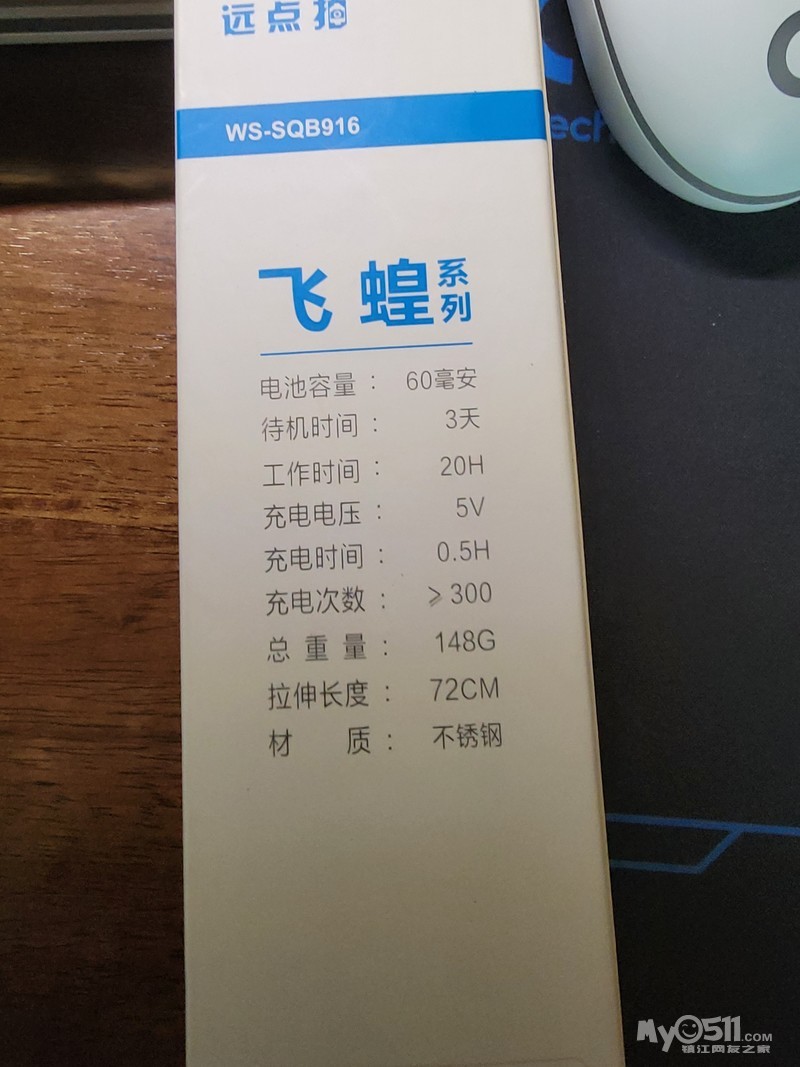 远点拍
WS-SQB916
飞蝗系列
电池容量： 60毫安
待机时间： 3天
工作时间： 20H
充电电压： 5V
充电时间： 0.5H
充电次数： ≥300
总重量： 148G
拉伸长度： 72CM
材质： 不锈钢
ech
My0511.COM
镇江网友之家